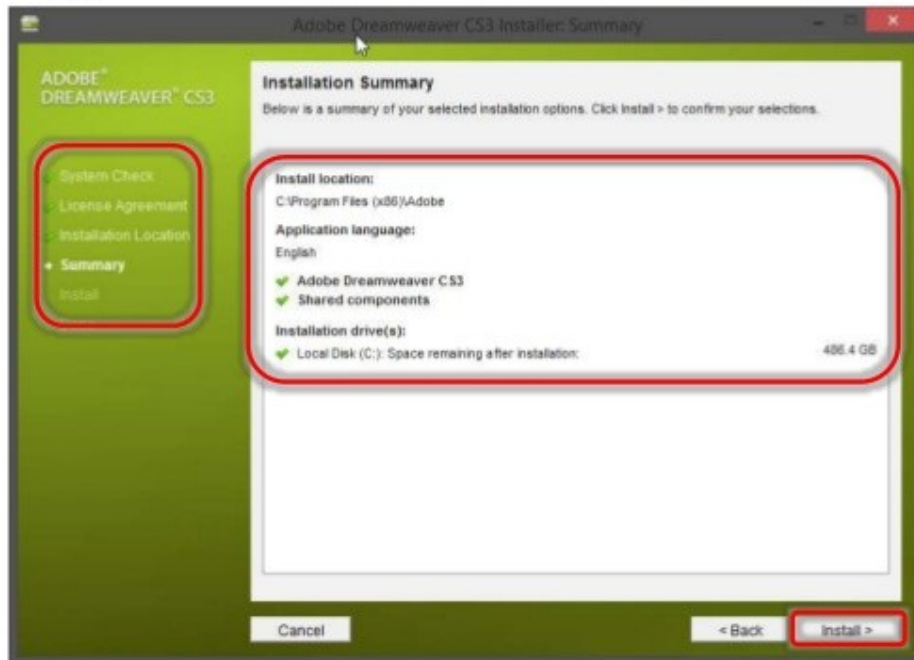 Adobe Dreamweaver CS3 Installer: Summary
ADOBE®
DREAMWEAVER® CS3
System Check
License Agreement
Installation Location
Summary
Install
Installation Summary
Below is a summary of your selected installation options. Click Install > to confirm your selections.
Install location:
C:\Program Files (x86)\Adobe
Application language:
English
Adobe Dreamweaver CS3
Shared components
Installation drive(s):
Local Disk (C:): Space remaining after installation: 486.4 GB
Cancel
< Back
Install >